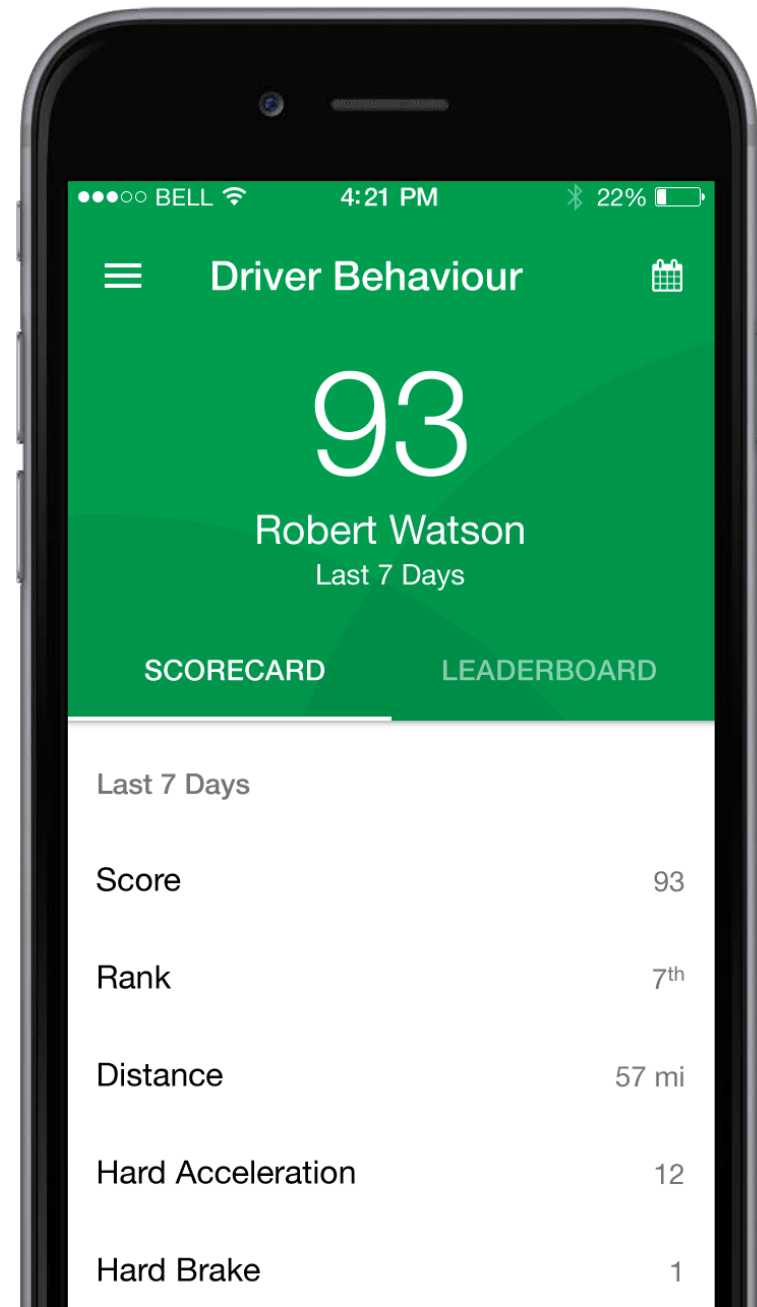 BELL 4:21 PM 22%
Driver Behaviour
93
Robert Watson
Last 7 Days
SCORECARD LEADERBOARD
Last 7 Days
Score 93
Rank 7th
Distance 57 mi
Hard Acceleration 12
Hard Brake 1